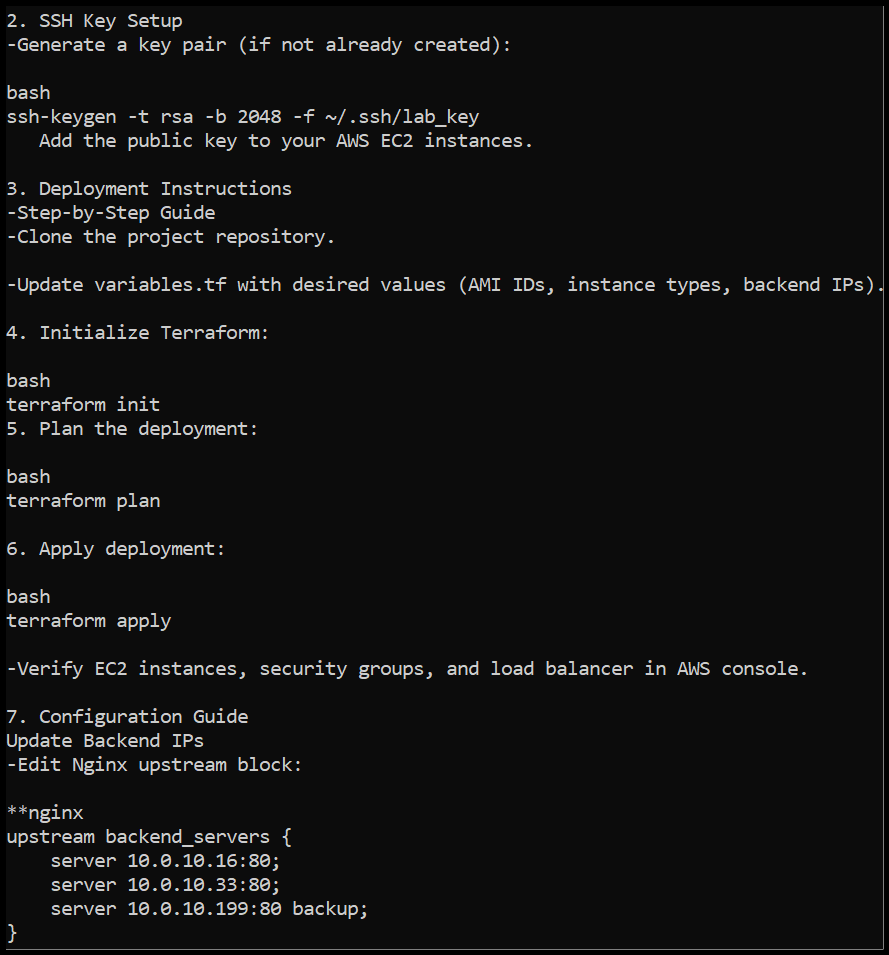 2. SSH Key Setup
-Generate a key pair (if not already created):
bash
ssh-keygen -t rsa -b 2048 -f ~/.ssh/lab_key
   Add the public key to your AWS EC2 instances.
3. Deployment Instructions
-Step-by-Step Guide
-Clone the project repository.
-Update variables.tf with desired values (AMI IDs, instance types, backend IPs).
4. Initialize Terraform:
bash
terraform init
5. Plan the deployment:
bash
terraform plan
6. Apply deployment:
bash
terraform apply
-Verify EC2 instances, security groups, and load balancer in AWS console.
7. Configuration Guide
Update Backend IPs
-Edit Nginx upstream block:
**nginx
upstream backend_servers {
    server 10.0.10.16:80;
    server 10.0.10.33:80;
    server 10.0.10.199:80 backup;
}